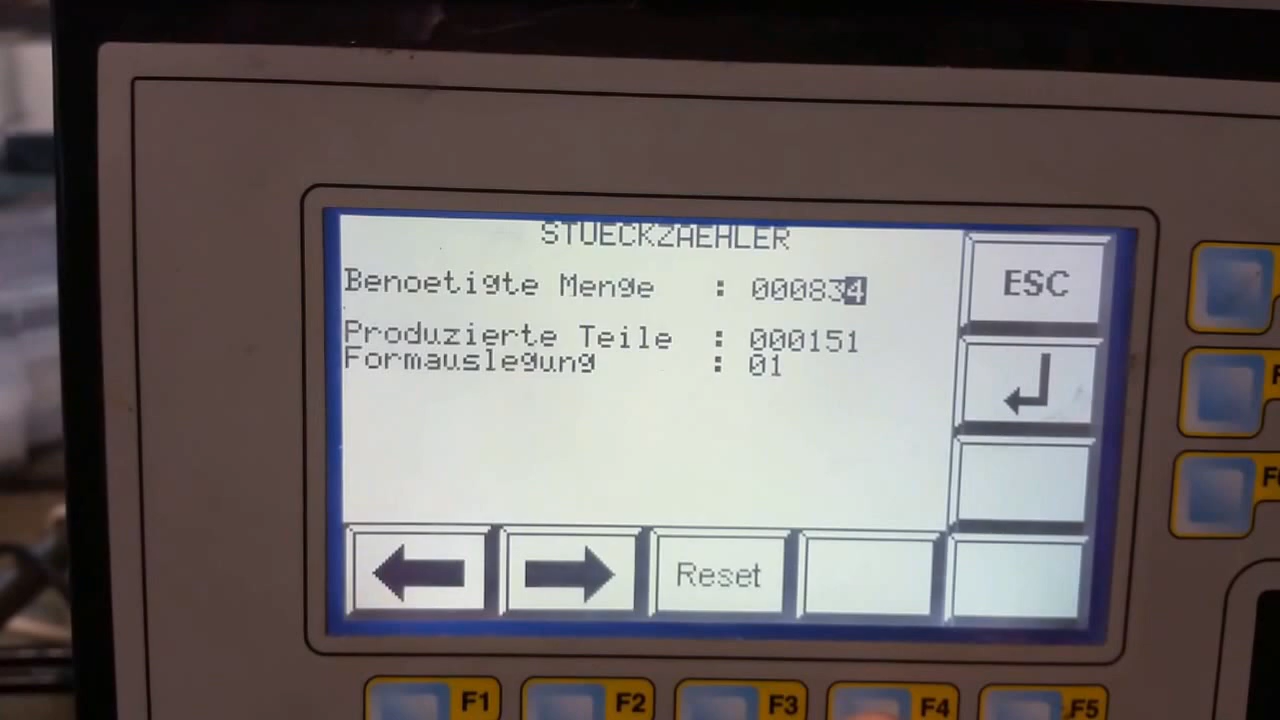 STUECKZAEHLER
Benoetigte Menge : 000834
Produzierte Teile : 000151
Formauslegung : 01
ESC
Reset
F1 F2 F3 F4 F5